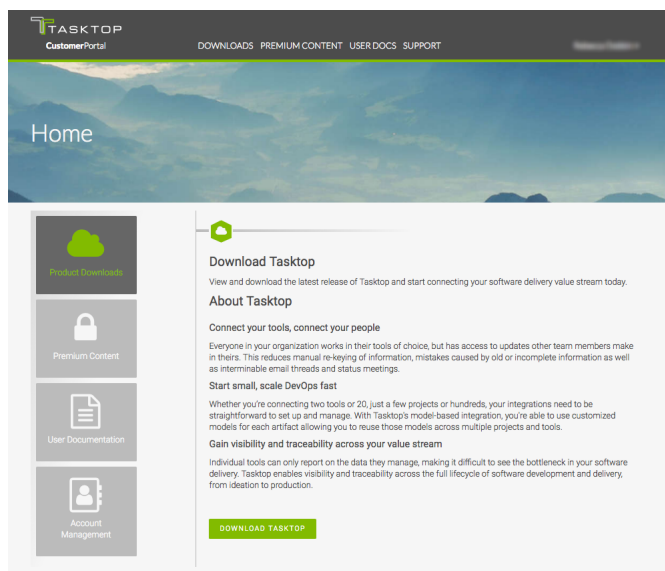 TASKTOP
CustomerPortal
DOWNLOADS PREMIUM CONTENT USER DOCS SUPPORT
Home
Product Downloads
Premium Content
User Documentation
Account
Management
Download Tasktop
View and download the latest release of Tasktop and start connecting your software delivery value stream today.
About Tasktop
Connect your tools, connect your people
Everyone in your organization works in their tools of choice, but has access to updates other team members make
in theirs. This reduces manual re-keying of information, mistakes caused by old or incomplete information as well
as interminable email threads and status meetings.
Start small, scale DevOps fast
Whether you're connecting two tools or 20, just a few projects or hundreds, your integrations need to be
straightforward to set up and manage. With Tasktop's model-based integration, you're able to use customized
models for each artifact allowing you to reuse those models across multiple projects and tools.
Gain visibility and traceability across your value stream
Individual tools can only report on the data they manage, making it difficult to see the bottleneck in your software
delivery. Tasktop enables visibility and traceability across the full lifecycle of software development and delivery,
from ideation to production.
DOWNLOAD TASKTOP